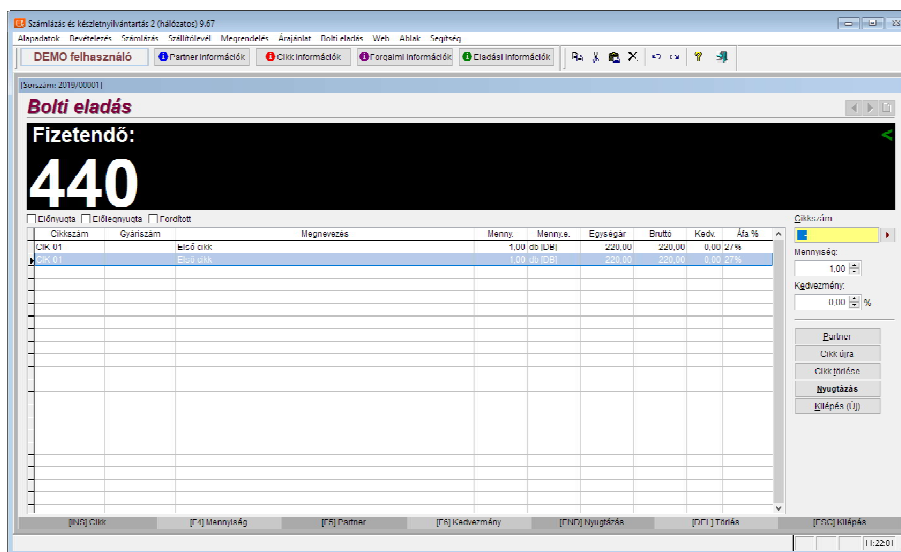 Számlázás és készletnyilvántartás 2 (hálózatos) 9.67
Alapadatok Bevételezés Számlázás Szállítólevél Megrendelés Árajánlat Bolti eladás Web Ablak Segítség
DEMO felhasználó Partner információk Cikk információk Forgalmi információk Eladási információk
[Sorszám: 2019/00001]
Bolti eladás
Fizetendő:
440
Előnyugta Előlegnyugta Fordított
Cikkszám Gyáriszám Megnevezés Menny. Menny.e. Egységár Bruttó Kedv. Áfa %
CIK 01 Első cikk 1,00 db [DB] 220,00 220,00 0,00 27%
CIK 01 Első cikk 1,00 db [DB] 220,00 220,00 0,00 27%
Cikkszám
Mennyiség:
1,00
Kedvezmény:
0,00 %
Partner
Cikk újra
Cikk törlése
Nyugtázás
Kilépés (Új)
[INS] Cikk [F4] Mennyiség [F5] Partner [F6] Kedvezmény [END] Nyugtázás [DEL] Törlés [ESC] Kilépés
11:22:01